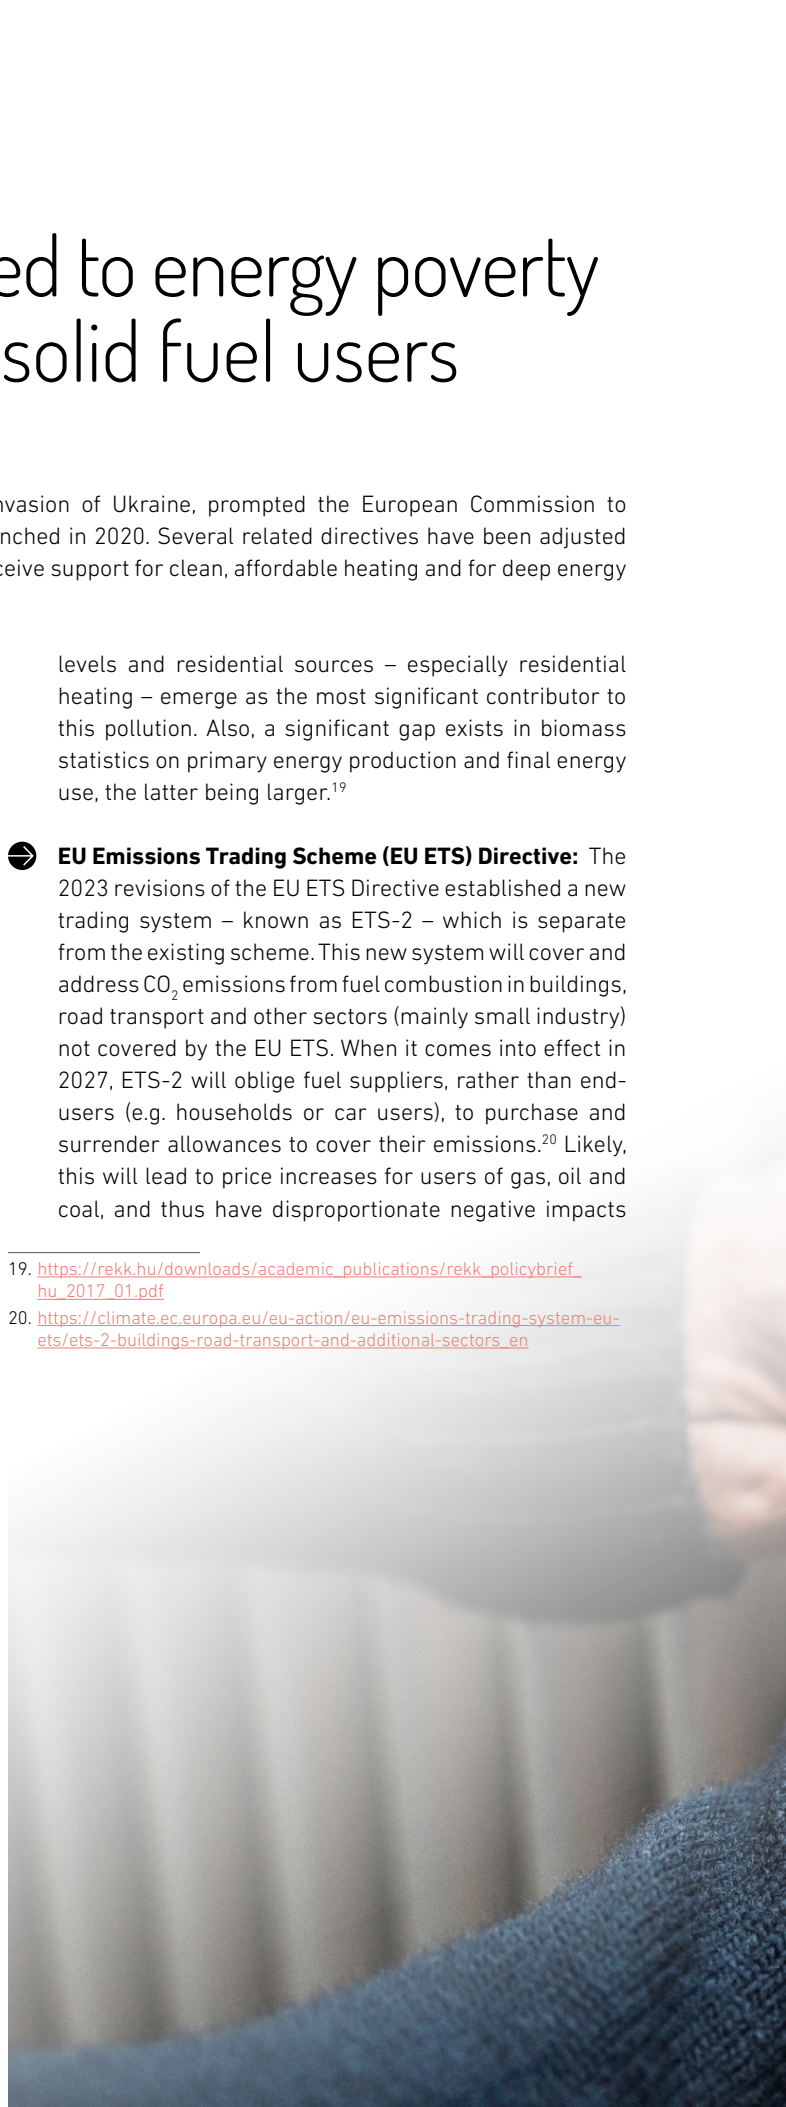 ed to energy poverty
solid fuel users
nvasion of Ukraine, prompted the European Commission to
nched in 2020. Several related directives have been adjusted
ceive support for clean, affordable heating and for deep energy
levels and residential sources – especially residential
heating – emerge as the most significant contributor to
this pollution. Also, a significant gap exists in biomass
statistics on primary energy production and final energy
use, the latter being larger.19
EU Emissions Trading Scheme (EU ETS) Directive: The
2023 revisions of the EU ETS Directive established a new
trading system – known as ETS-2 – which is separate
from the existing scheme. This new system will cover and
address CO2 emissions from fuel combustion in buildings,
road transport and other sectors (mainly small industry)
not covered by the EU ETS. When it comes into effect in
2027, ETS-2 will oblige fuel suppliers, rather than end-
users (e.g. households or car users), to purchase and
surrender allowances to cover their emissions.20 Likely,
this will lead to price increases for users of gas, oil and
coal, and thus have disproportionate negative impacts
19. https://rekk.hu/downloads/academic_publications/rekk_policybrief_
hu_2017_01.pdf
20. https://climate.ec.europa.eu/eu-action/eu-emissions-trading-system-eu-
ets/ets-2-buildings-road-transport-and-additional-sectors_en